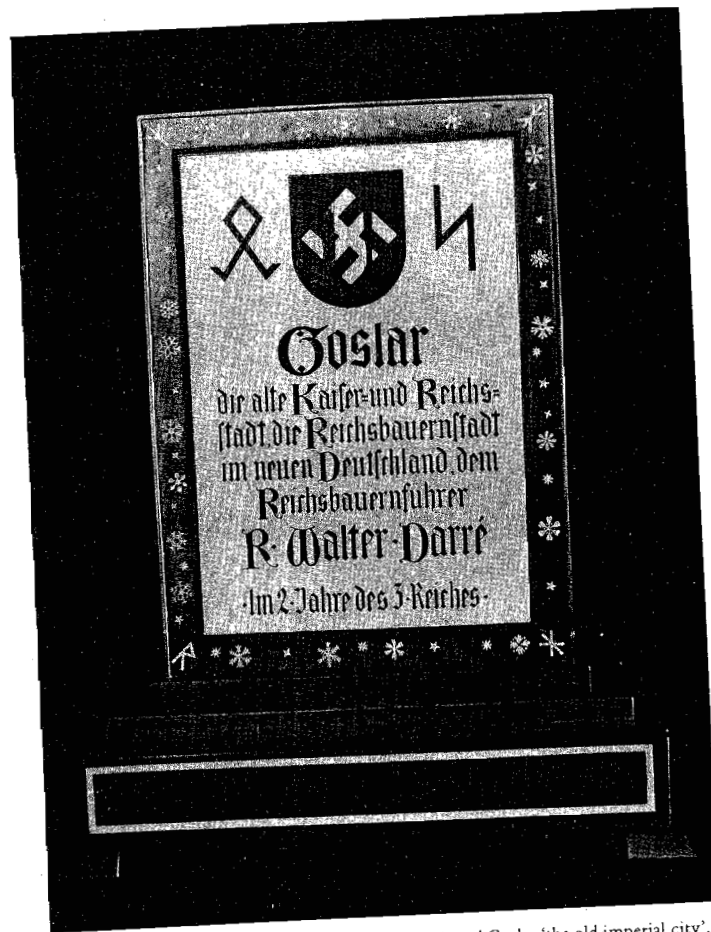 Goslar
die alte Kaiser-und Reichs=
stadt, die Reichsbauernstadt
im neuen Deutschland, dem
Reichsbauernführer
R· Walter·Darré
·Im 2·Jahre des 3·Reiches·
'the old imperial city',